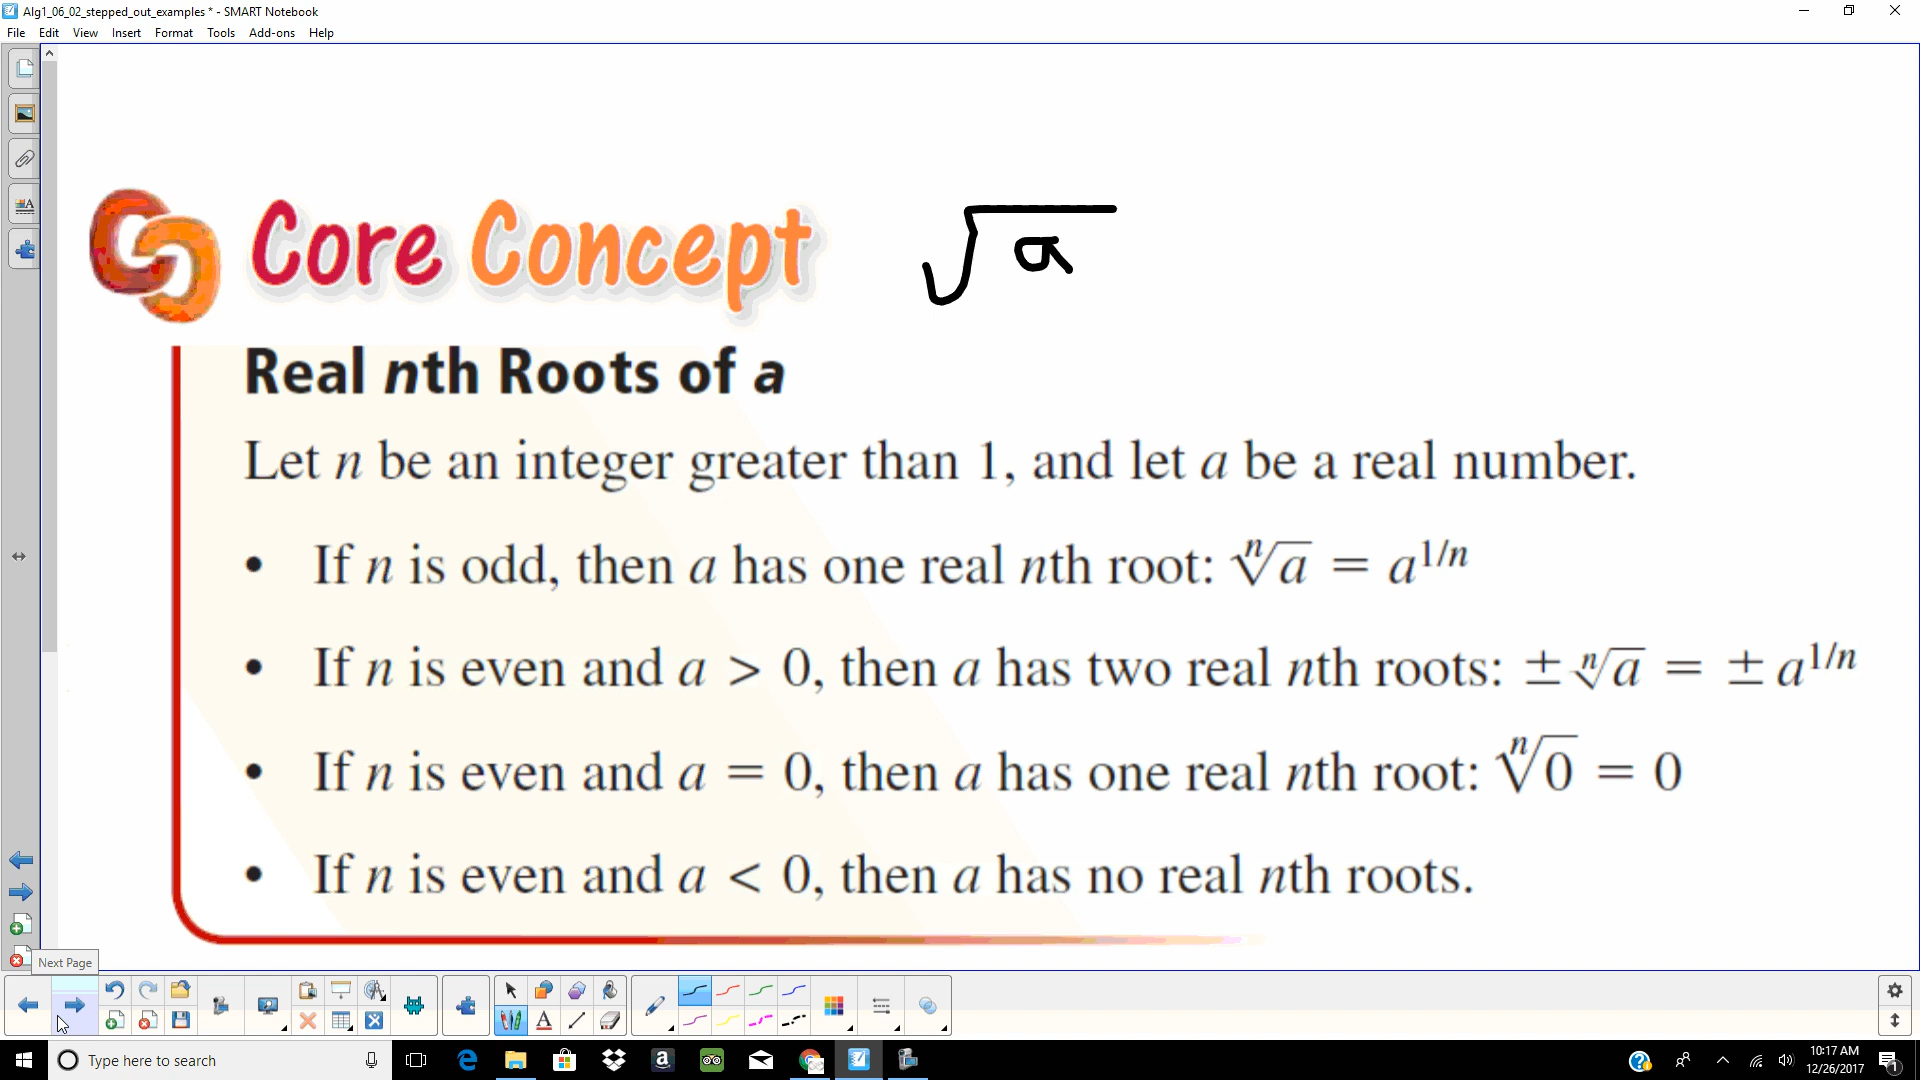 Alg1_06_02_stepped_out_examples * - SMART Notebook
File Edit View Insert Format Tools Add-ons Help
Core Concept √a
Real nth Roots of a
Let n be an integer greater than 1, and let a be a real number.
• If n is odd, then a has one real nth root: ⁿ√a = a^1/n
• If n is even and a > 0, then a has two real nth roots: ± ⁿ√a = ± a^1/n
• If n is even and a = 0, then a has one real nth root: ⁿ√0 = 0
• If n is even and a < 0, then a has no real nth roots.
Next Page
Type here to search
10:17 AM
12/26/2017